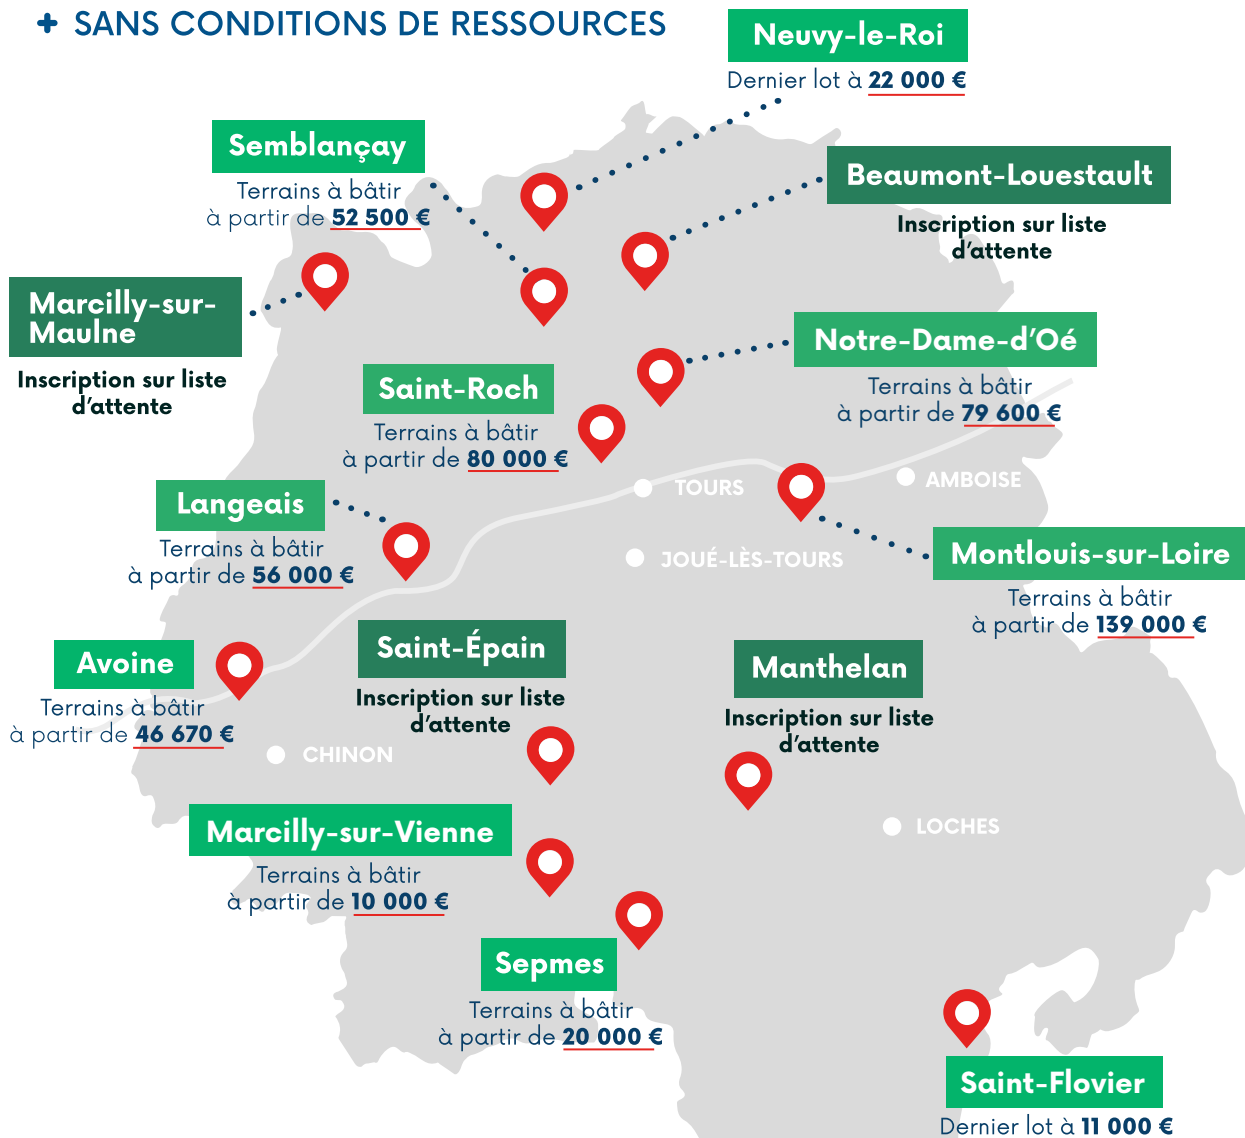 + SANS CONDITIONS DE RESSOURCES
Neuvy-le-Roi
Dernier lot à 22 000 €
Semblançay
Terrains à bâtir
à partir de 52 500 €
Beaumont-Louestault
Inscription sur liste
d'attente
Marcilly-sur-
Maulne
Inscription sur liste
d'attente
Notre-Dame-d'Oé
Terrains à bâtir
à partir de 79 600 €
Saint-Roch
Terrains à bâtir
à partir de 80 000 €
TOURS
AMBOISE
Langeais
Terrains à bâtir
à partir de 56 000 €
JOUÉ-LÈS-TOURS
Montlouis-sur-Loire
Terrains à bâtir
à partir de 139 000 €
Avoine
Terrains à bâtir
à partir de 46 670 €
Saint-Épain
Inscription sur liste
d'attente
Manthelan
Inscription sur liste
d'attente
CHINON
Marcilly-sur-Vienne
Terrains à bâtir
à partir de 10 000 €
LOCHES
Sepmes
Terrains à bâtir
à partir de 20 000 €
Saint-Flovier
Dernier lot à 11 000 €